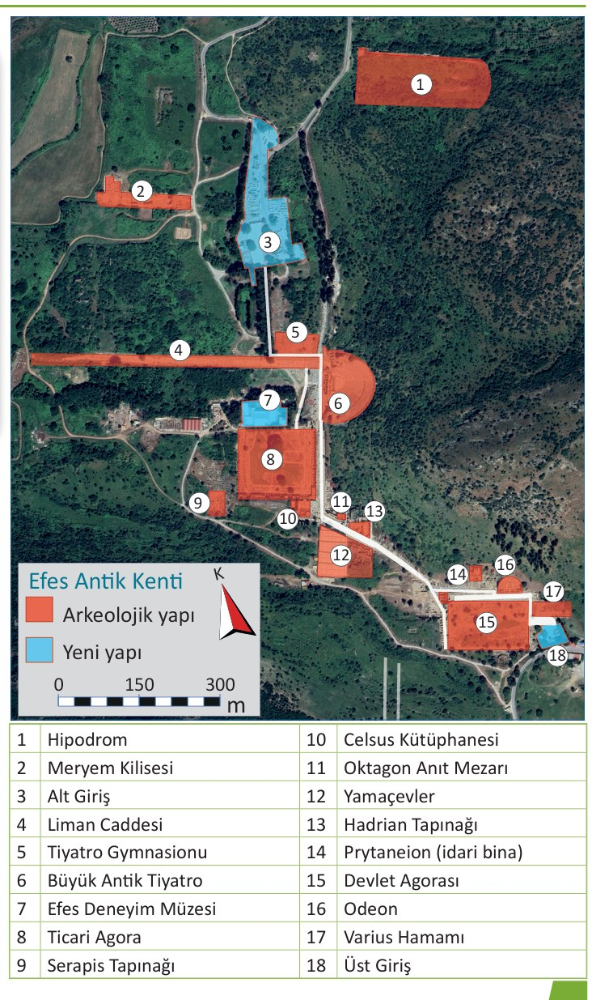 1
2
3
5
4
6
7
8
9
10
11
13
12
14
16
17
15
18
Efes Antik Kenti
K
Arkeolojik yapı
Yeni yapı
0 150 300
m
1 Hipodrom 10 Celsus Kütüphanesi
2 Meryem Kilisesi 11 Oktagon Anıt Mezarı
3 Alt Giriş 12 Yamaçevler
4 Liman Caddesi 13 Hadrian Tapınağı
5 Tiyatro Gymnasionu 14 Prytaneion (idari bina)
6 Büyük Antik Tiyatro 15 Devlet Agorası
7 Efes Deneyim Müzesi 16 Odeon
8 Ticari Agora 17 Varius Hamamı
9 Serapis Tapınağı 18 Üst Giriş